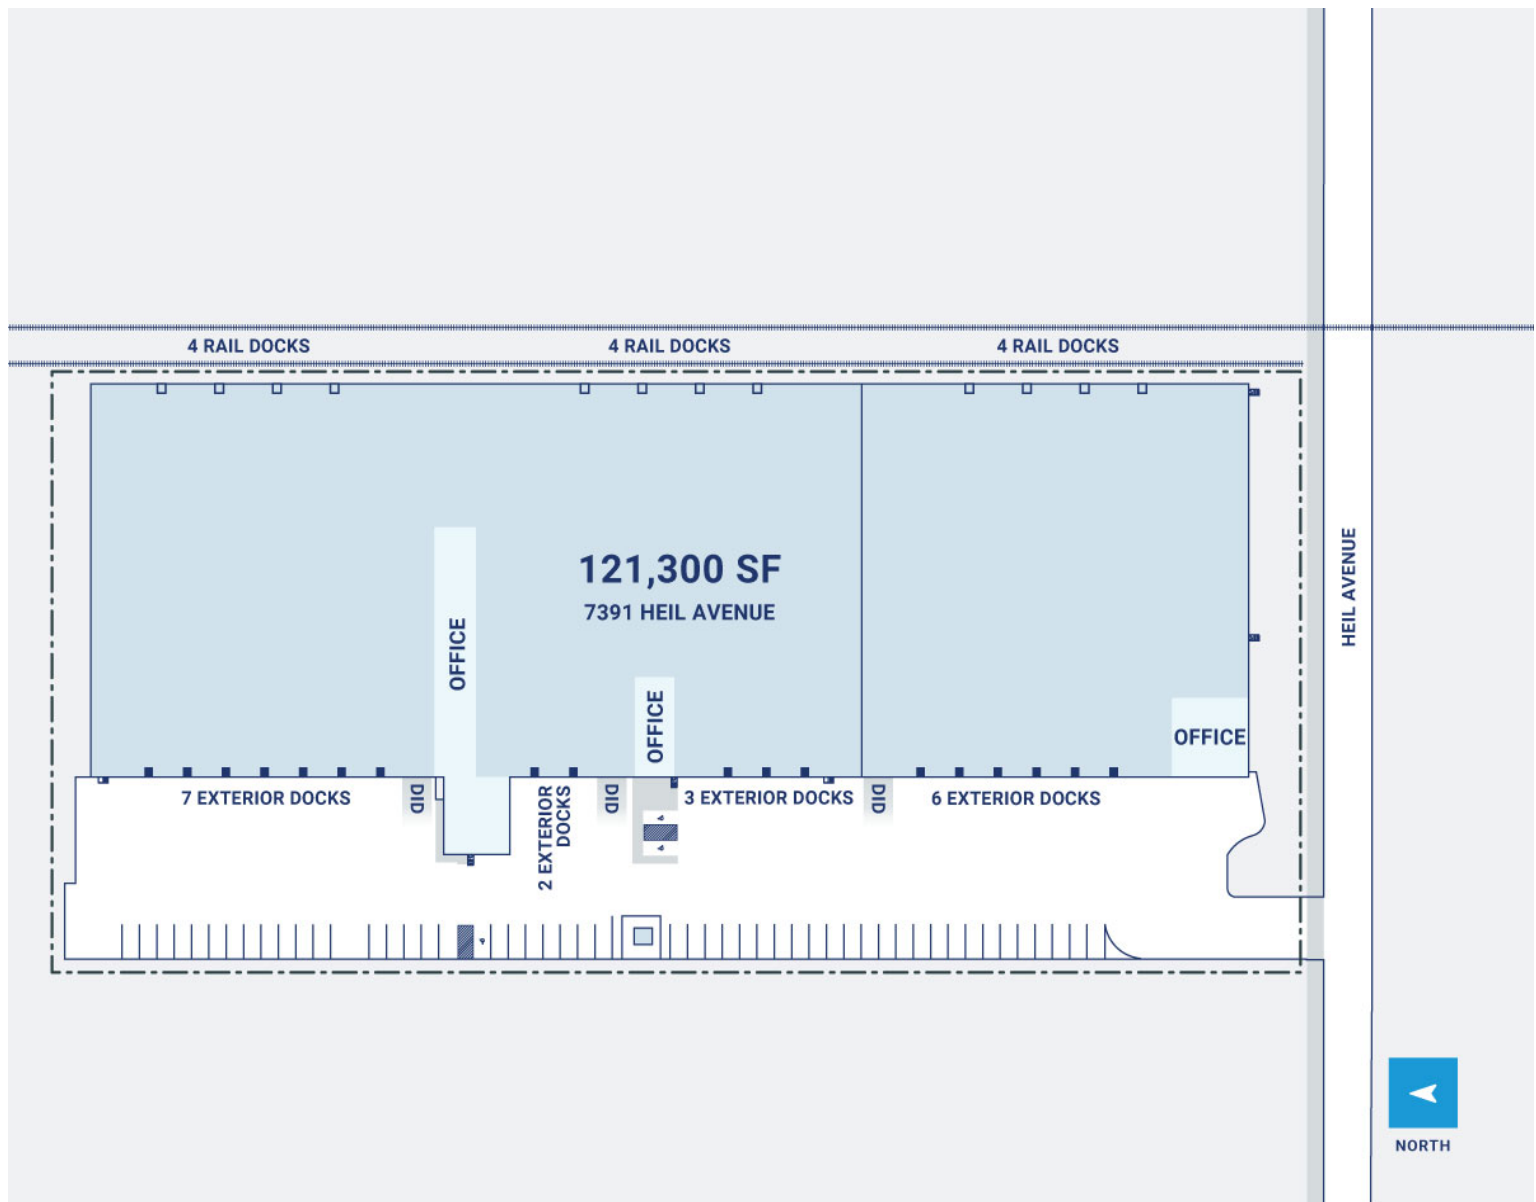 4 RAIL DOCKS
4 RAIL DOCKS
4 RAIL DOCKS
121,300 SF
7391 HEIL AVENUE
HEIL AVENUE
OFFICE
OFFICE
OFFICE
7 EXTERIOR DOCKS
DID
2 EXTERIOR
DOCKS
DID
3 EXTERIOR DOCKS
DID
6 EXTERIOR DOCKS
NORTH